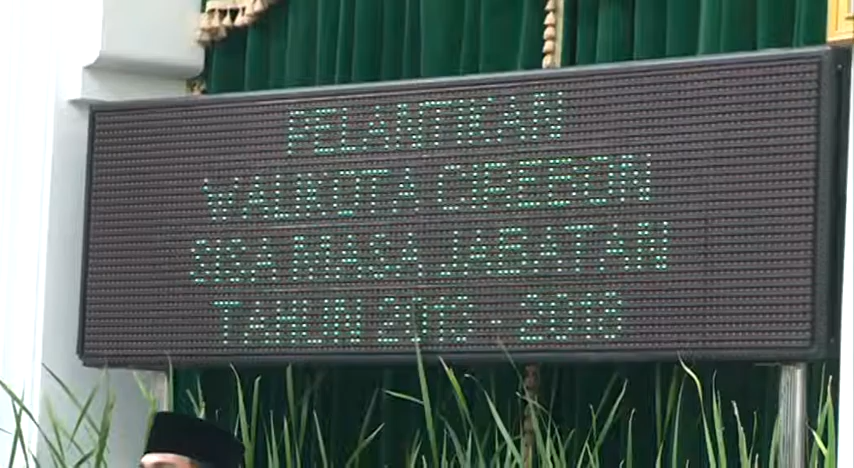 PELANTIKAN
WALIKOTA CIREBON
SISA MASA JABATAN
TAHUN 2013 - 2018